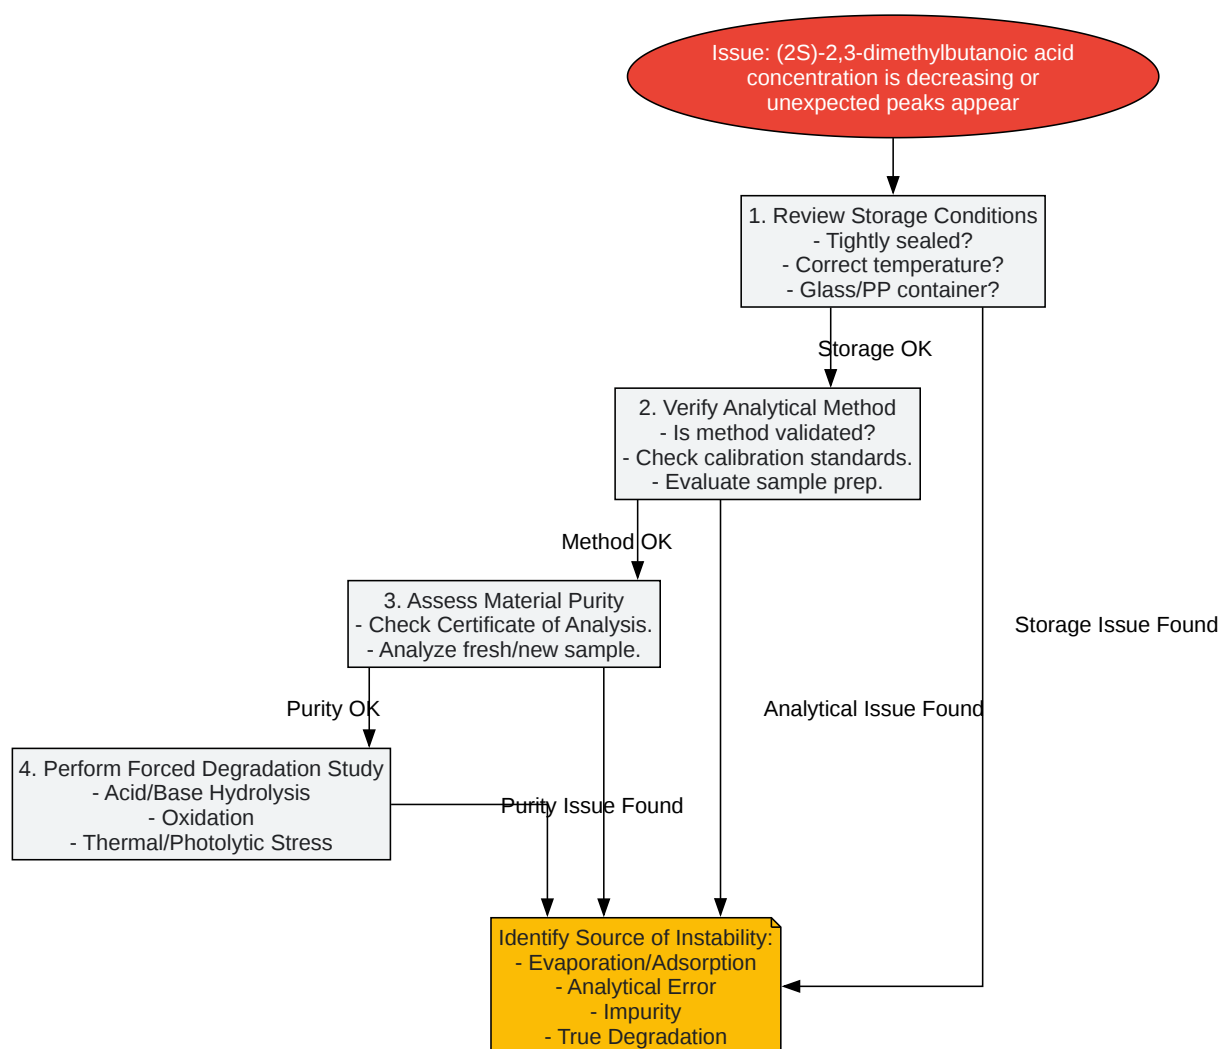 Issue: (2S)-2,3-dimethylbutanoic acid
concentration is decreasing or
unexpected peaks appear
1. Review Storage Conditions
- Tightly sealed?
- Correct temperature?
- Glass/PP container?
Storage OK
2. Verify Analytical Method
- Is method validated?
- Check calibration standards.
- Evaluate sample prep.
Method OK
3. Assess Material Purity
- Check Certificate of Analysis.
- Analyze fresh/new sample.
Storage Issue Found
Purity OK
Analytical Issue Found
4. Perform Forced Degradation Study
- Acid/Base Hydrolysis
- Oxidation
- Thermal/Photolytic Stress
Purity Issue Found
Identify Source of Instability:
- Evaporation/Adsorption
- Analytical Error
- Impurity
- True Degradation